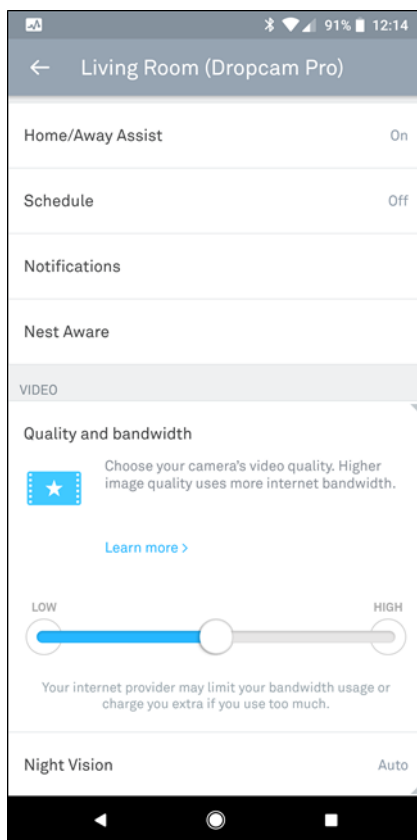 91% 12:14
Living Room (Dropcam Pro)
Home/Away Assist On
Schedule Off
Notifications
Nest Aware
VIDEO
Quality and bandwidth
Choose your camera's video quality. Higher
image quality uses more internet bandwidth.
Learn more >
LOW HIGH
Your internet provider may limit your bandwidth usage or
charge you extra if you use too much.
Night Vision Auto